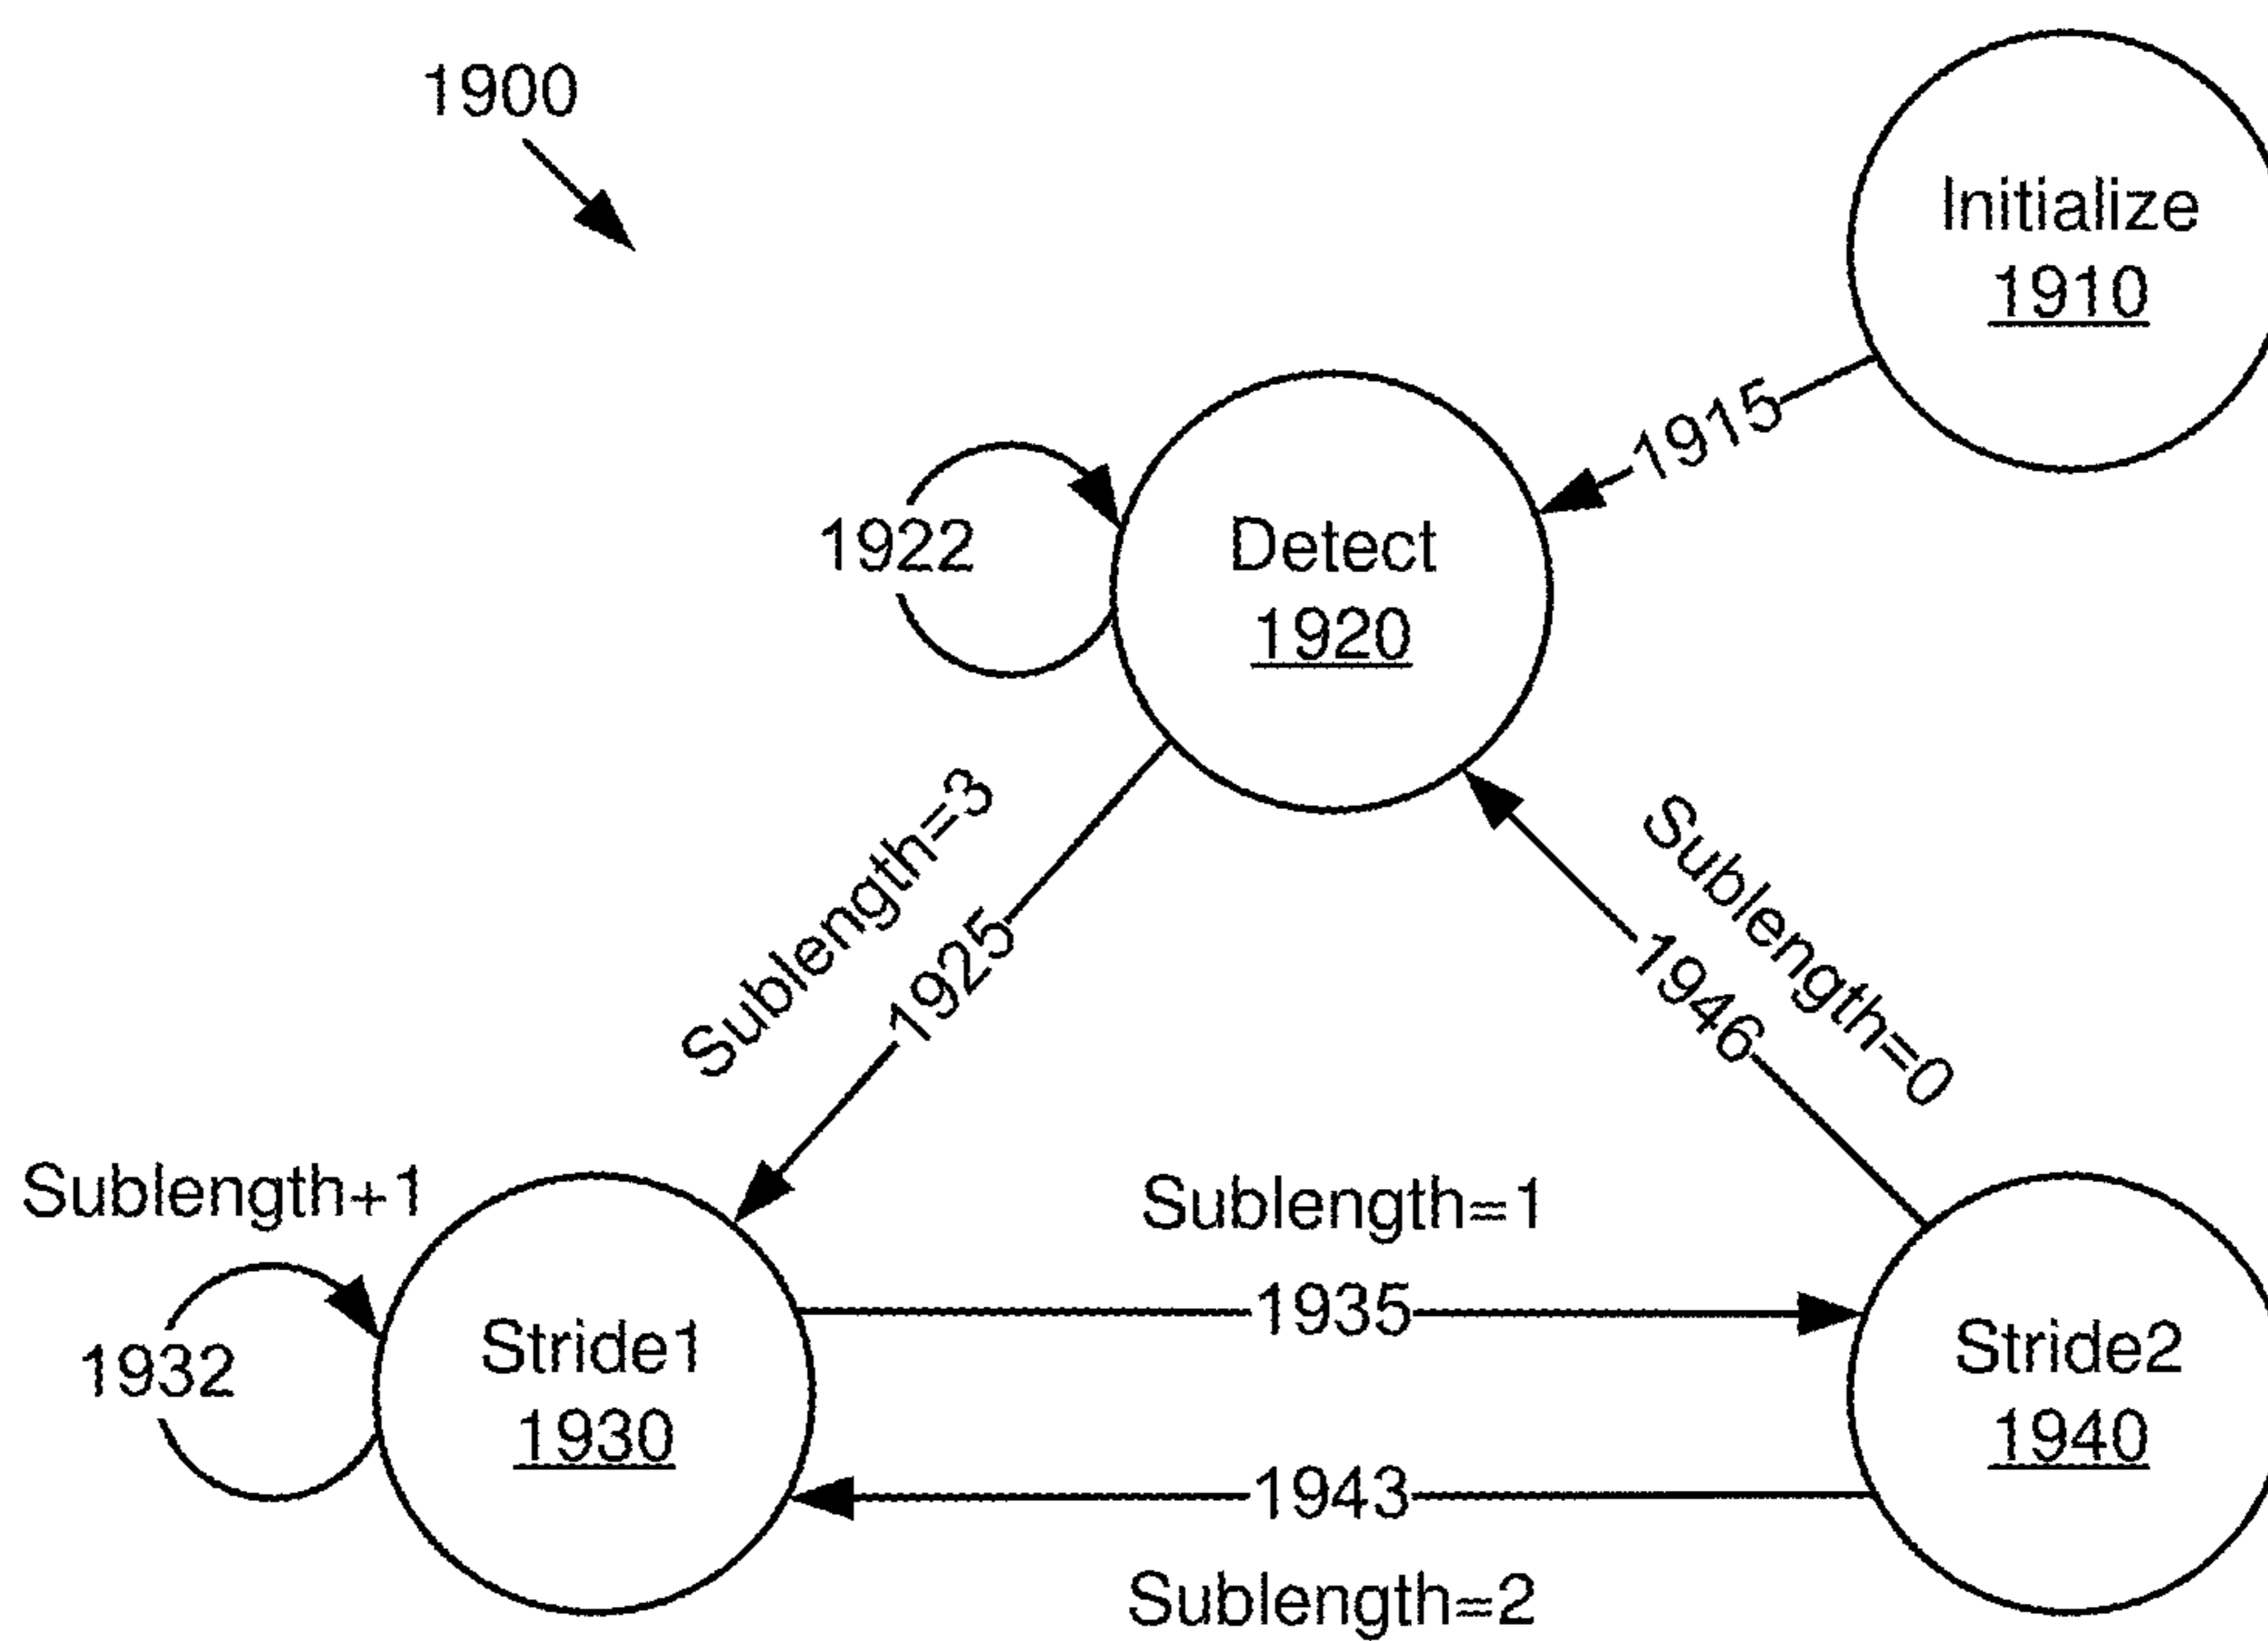 1900
Initialize
1910
1915
1922
Detect
1920
Sublength=3
1925
Sublength=0
1946
Sublength+1
1932
Stride1
1930
Sublength=1
1935
1943
Sublength=2
Stride2
1940